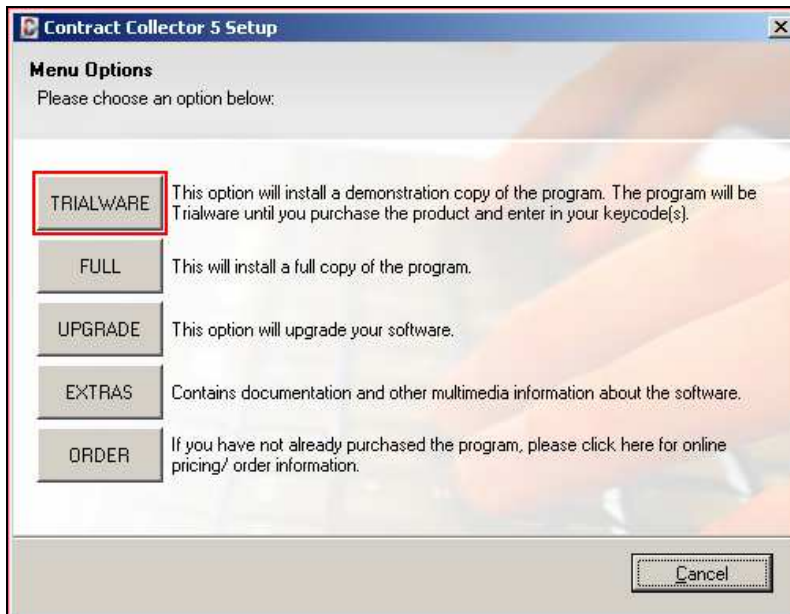 Contract Collector 5 Setup
Menu Options
Please choose an option below:
TRIALWARE
This option will install a demonstration copy of the program. The program will be
Trialware until you purchase the product and enter in your keycode(s).
FULL
This will install a full copy of the program.
UPGRADE
This option will upgrade your software.
EXTRAS
Contains documentation and other multimedia information about the software.
ORDER
If you have not already purchased the program, please click here for online
pricing/ order information.
Cancel